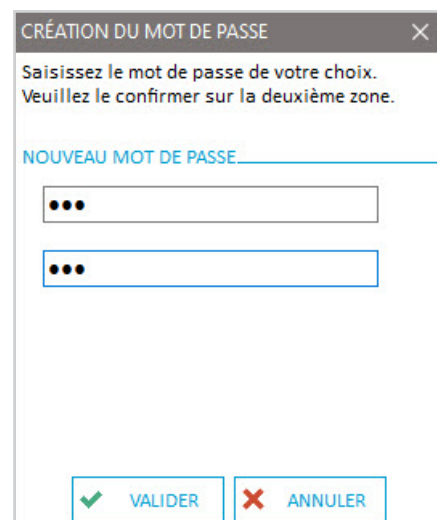 CRÉATION DU MOT DE PASSE
Saisissez le mot de passe de votre choix.
Veuillez le confirmer sur la deuxième zone.
NOUVEAU MOT DE PASSE
•••
•••
VALIDER
ANNULER